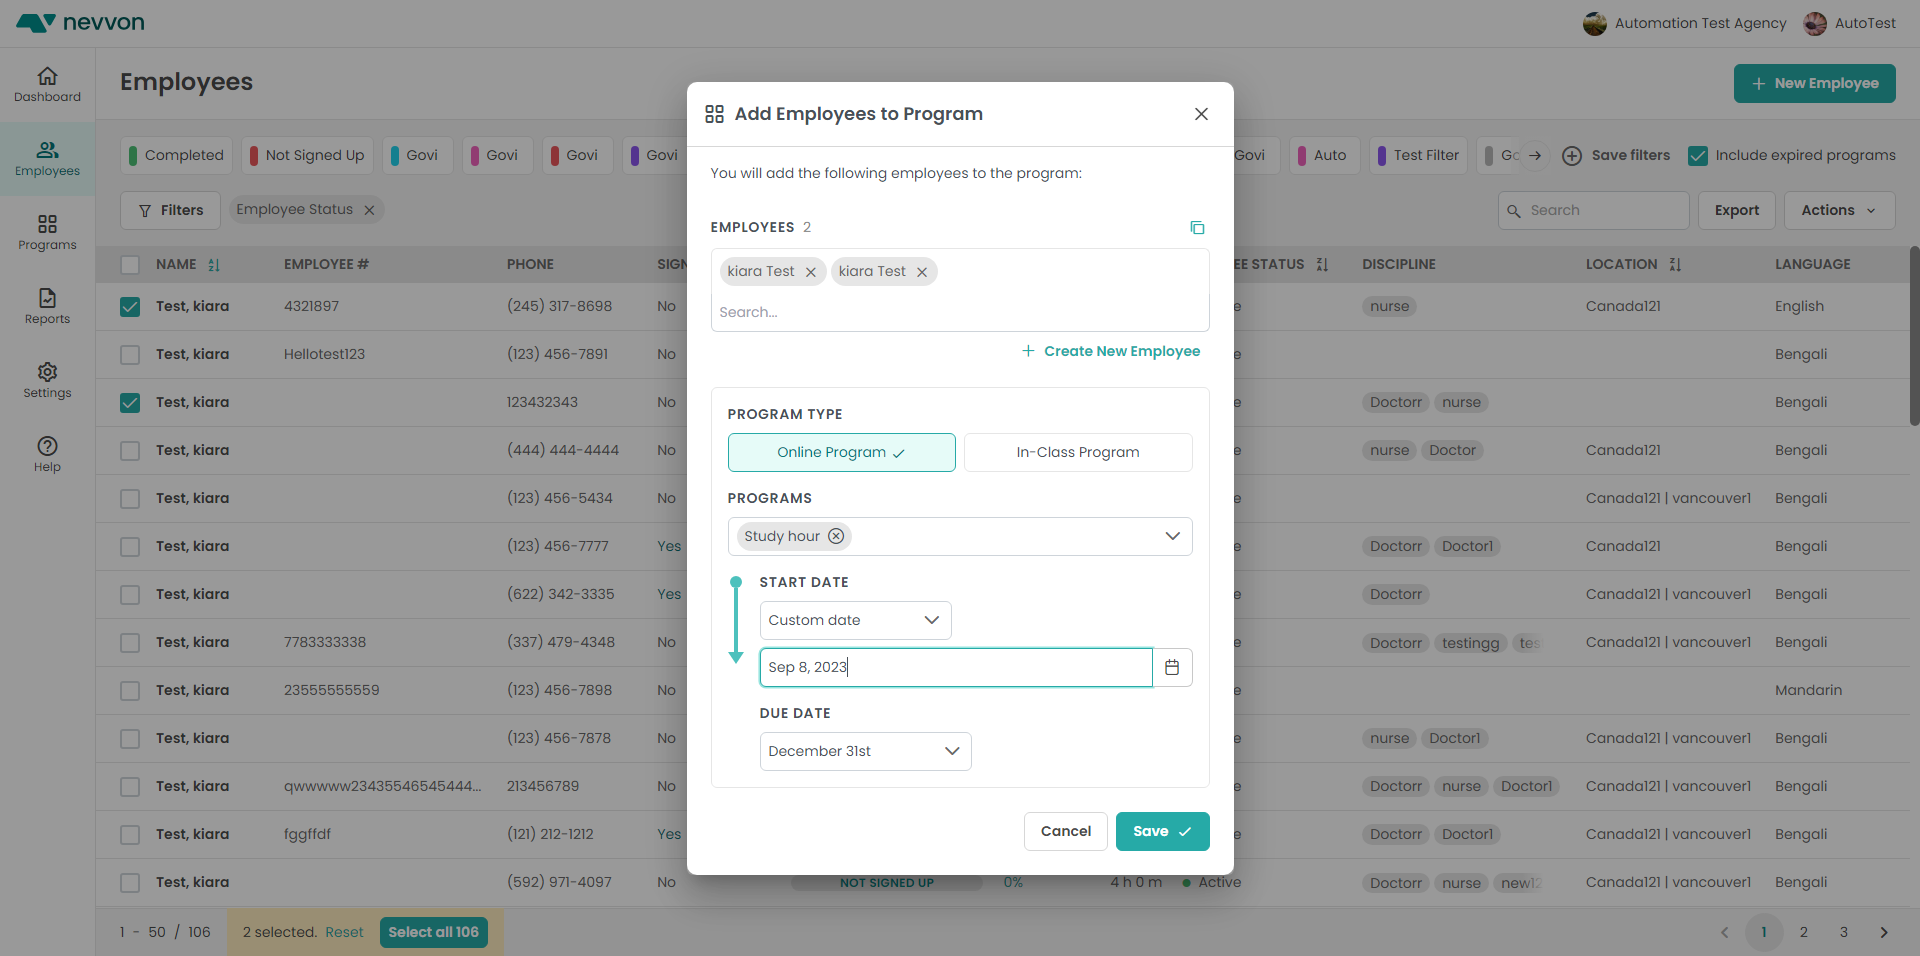 nevvon
Automation Test Agency
AutoTest
Dashboard
Employees
Programs
Reports
Settings
Help
Employees
New Employee
Completed
Not Signed Up
Govi
Govi
Govi
Govi
Govi
Auto
Test Filter
Save filters
Include expired programs
Filters
Employee Status
Search
Export
Actions
NAME EMPLOYEE # PHONE DISCIPLINE LOCATION LANGUAGE
STATUS
Test, kiara 4321897 (245) 317-8698 No nurse Canada121 English
Test, kiara Hellotest123 (123) 456-7891 No Bengali
Test, kiara 123432343 No Doctorr nurse Bengali
Test, kiara (444) 444-4444 No nurse Doctor Canada121 Bengali
Test, kiara (123) 456-5434 No Canada121 | vancouver1 Bengali
Test, kiara (123) 456-7777 Yes Doctorr Doctor1 Canada121 Bengali
Test, kiara (622) 342-3335 Yes Doctorr Canada121 | vancouver1 Bengali
Test, kiara 7783333338 (337) 479-4348 No Doctorr testingg Canada121 | vancouver1 Bengali
Test, kiara 23555555559 (123) 456-7898 No Mandarin
Test, kiara (123) 456-7878 No nurse Doctor1 Canada121 | vancouver1 Bengali
Test, kiara qwwwww23435546545444... 213456789 No Doctorr nurse Doctor1 Canada121 | vancouver1 Bengali
Test, kiara fggffdf (121) 212-1212 Yes Doctorr Doctor1 Canada121 | vancouver1 Bengali
Test, kiara (592) 971-4097 No NOT SIGNED UP 0% 4 h 0 m Active Doctorr nurse new12 Canada121 | vancouver1 Bengali
1 - 50 / 106
2 selected. Reset
Select all 106
1 2 3
Add Employees to Program
You will add the following employees to the program:
EMPLOYEES 2
kiara Test kiara Test
Search...
Create New Employee
PROGRAM TYPE
Online Program
In-Class Program
PROGRAMS
Study hour
START DATE
Custom date
Sep 8, 2023
DUE DATE
December 31st
Cancel
Save